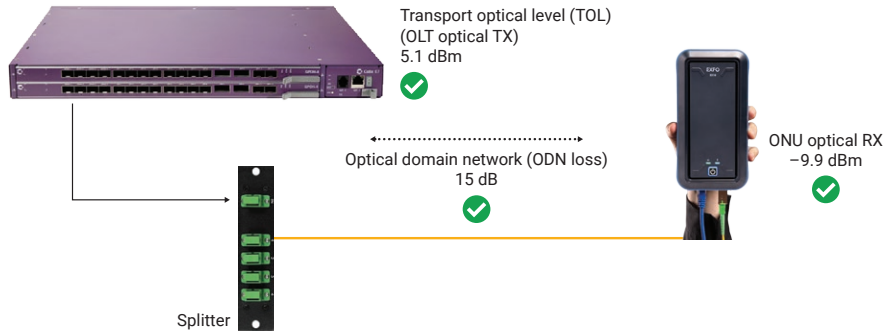 Transport optical level (TOL)
(OLT optical TX)
5.1 dBm
EXFO
ONU optical RX
–9.9 dBm
Optical domain network (ODN loss)
15 dB
Splitter